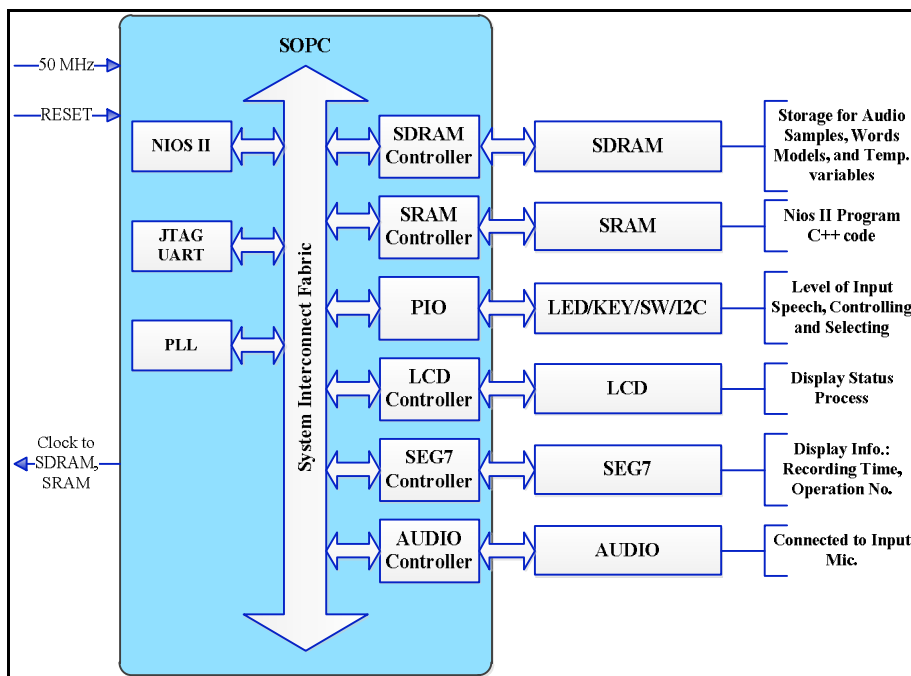 SOPC
50 MHz
RESET
Clock to
SDRAM,
SRAM
NIOS II
JTAG
UART
PLL
System Interconnect Fabric
SDRAM
Controller
SRAM
Controller
PIO
LCD
Controller
SEG7
Controller
AUDIO
Controller
SDRAM
SRAM
LED/KEY/SW/I2C
LCD
SEG7
AUDIO
Storage for Audio
Samples, Words
Models, and Temp.
variables
Nios II Program
C++ code
Level of Input
Speech, Controlling
and Selecting
Display Status
Process
Display Info.:
Recording Time,
Operation No.
Connected to Input
Mic.